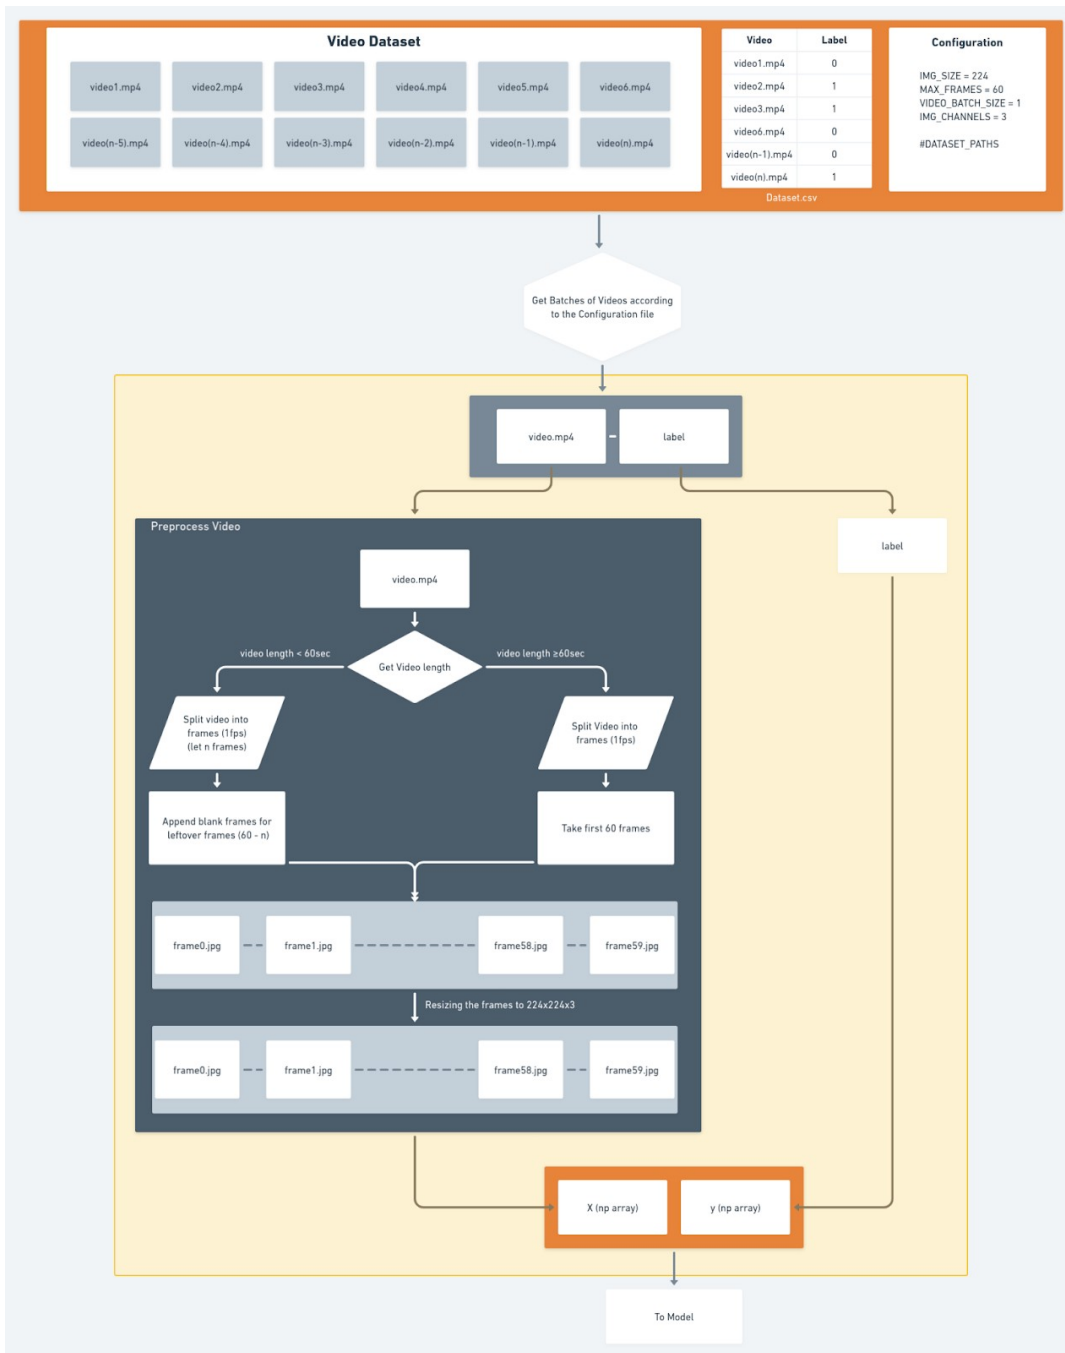 Video Dataset
video1.mp4
video2.mp4
video3.mp4
video4.mp4
video5.mp4
video6.mp4
video(n-5).mp4
video(n-4).mp4
video(n-3).mp4
video(n-2).mp4
video(n-1).mp4
video(n).mp4
Video Label
video1.mp4 0
video2.mp4 1
video3.mp4 1
video6.mp4 0
video(n-1).mp4 0
video(n).mp4 1
Dataset.csv
Configuration
IMG_SIZE = 224
MAX_FRAMES = 60
VIDEO_BATCH_SIZE = 1
IMG_CHANNELS = 3
#DATASET_PATHS
Get Batches of Videos according
to the Configuration file
video.mp4
label
Preprocess Video
label
video.mp4
Get Video length
video length < 60sec
video length ≥60sec
Split video into
frames (1fps)
(let n frames)
Split Video into
frames (1fps)
Append blank frames for
leftover frames (60 - n)
Take first 60 frames
frame0.jpg
frame1.jpg
frame58.jpg
frame59.jpg
Resizing the frames to 224x224x3
frame0.jpg
frame1.jpg
frame58.jpg
frame59.jpg
X (np array)
y (np array)
To Model